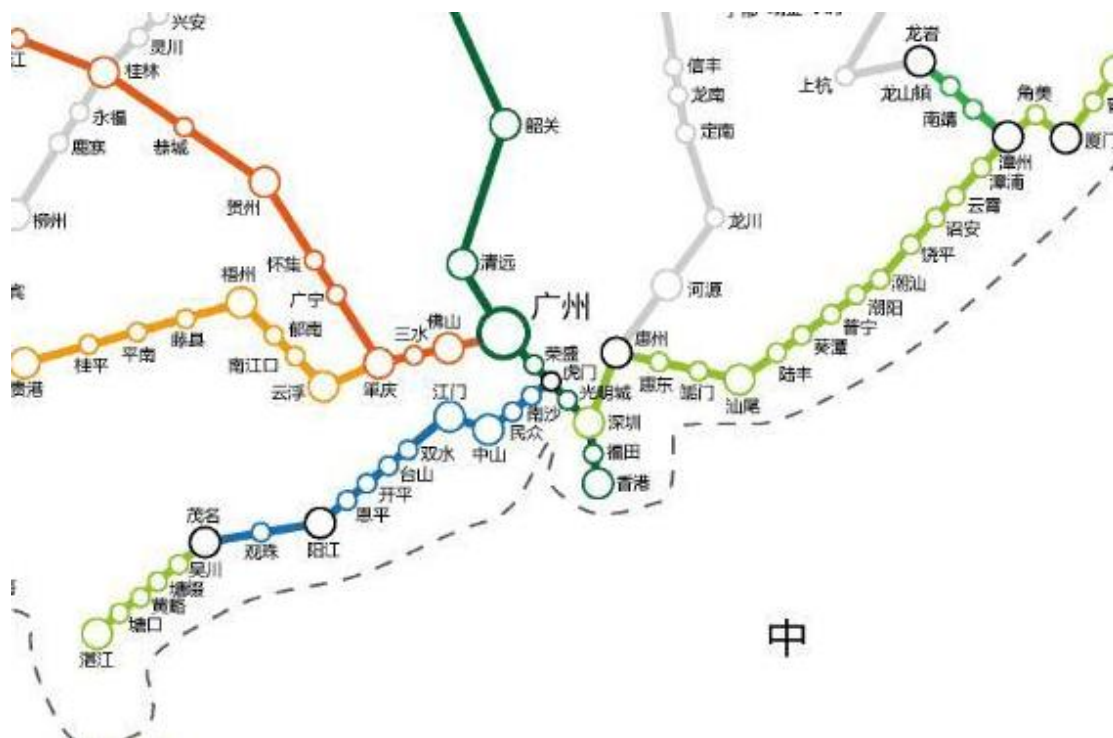 兴安
灵川
江
桂林
永福
鹿寨
恭城
柳州
贺州
怀集
广宁
梧州
郁南
藤县
平南
桂平
贵港
南江口
云浮
肇庆
三水
佛山
韶关
清远
广州
荣盛
虎门
光明城
深圳
福田
香港
南沙
民众
中山
江门
双水
台山
开平
恩平
阳江
观珠
茂名
吴川
塘㙍
黄略
塘口
湛江
信丰
龙南
定南
龙川
河源
惠州
惠东
鲘门
汕尾
陆丰
葵潭
普宁
潮阳
潮汕
饶平
诏安
云霄
漳浦
漳州
角美
厦门
南靖
龙山镇
龙岩
上杭
宾
中